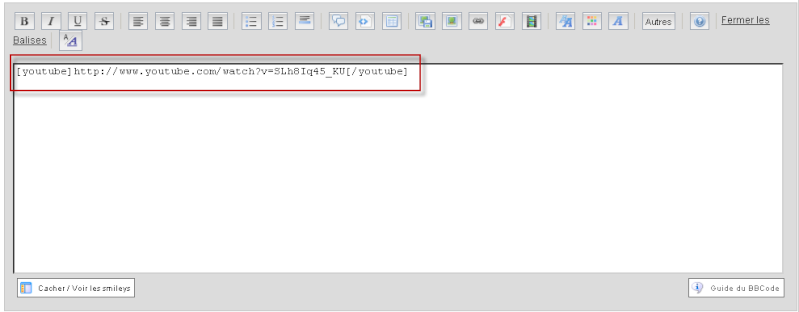 B I U S Autres Fermer les
Balises
[youtube]http://www.youtube.com/watch?v=SLh8Iq45_KU[/youtube]
Cacher / Voir les smileys Guide du BBCode